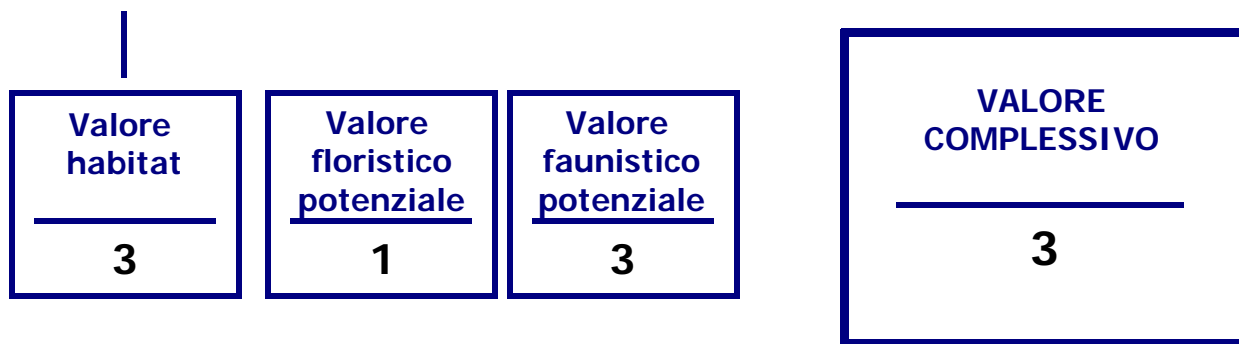 Valore
habitat
3
Valore
floristico
potenziale
1
Valore
faunistico
potenziale
3
VALORE
COMPLESSIVO
3